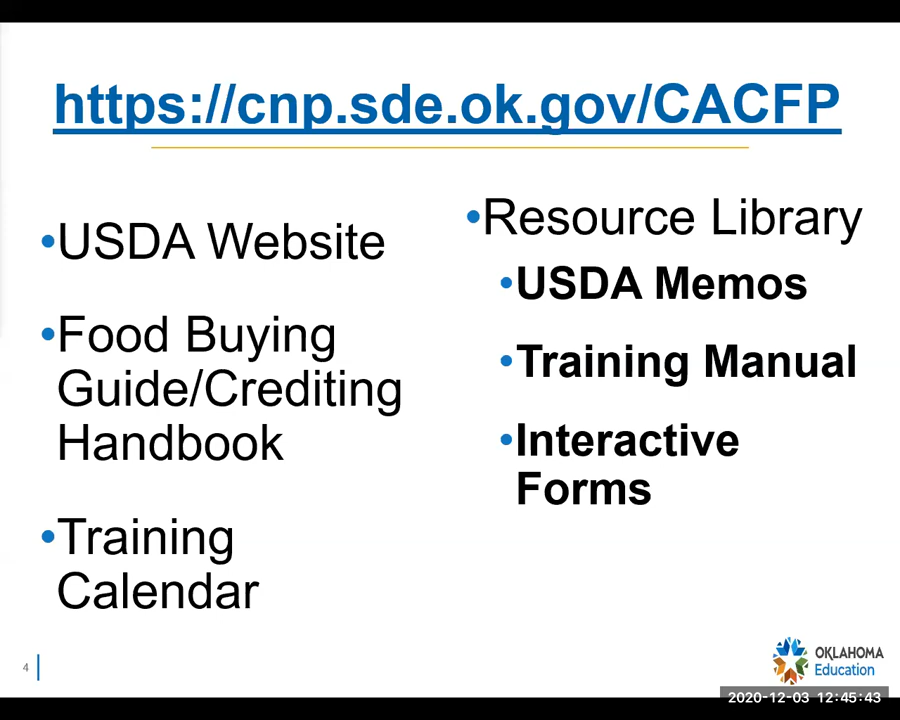 https://cnp.sde.ok.gov/CACFP
•USDA Website
•Food Buying
Guide/Crediting
Handbook
•Training
Calendar
•Resource Library
•USDA Memos
•Training Manual
•Interactive
Forms
4
OKLAHOMA
Education
2020-12-03 12:45:43